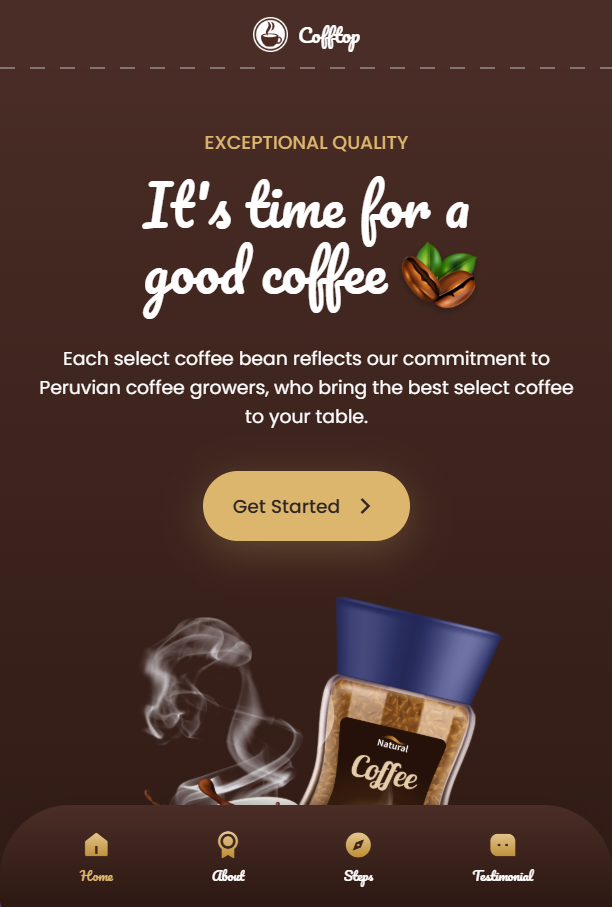 Cofftop
EXCEPTIONAL QUALITY
It's time for a
good coffee
Each select coffee bean reflects our commitment to
Peruvian coffee growers, who bring the best select coffee
to your table.
Get Started
Natural
Coffee
Home About Steps Testimonial